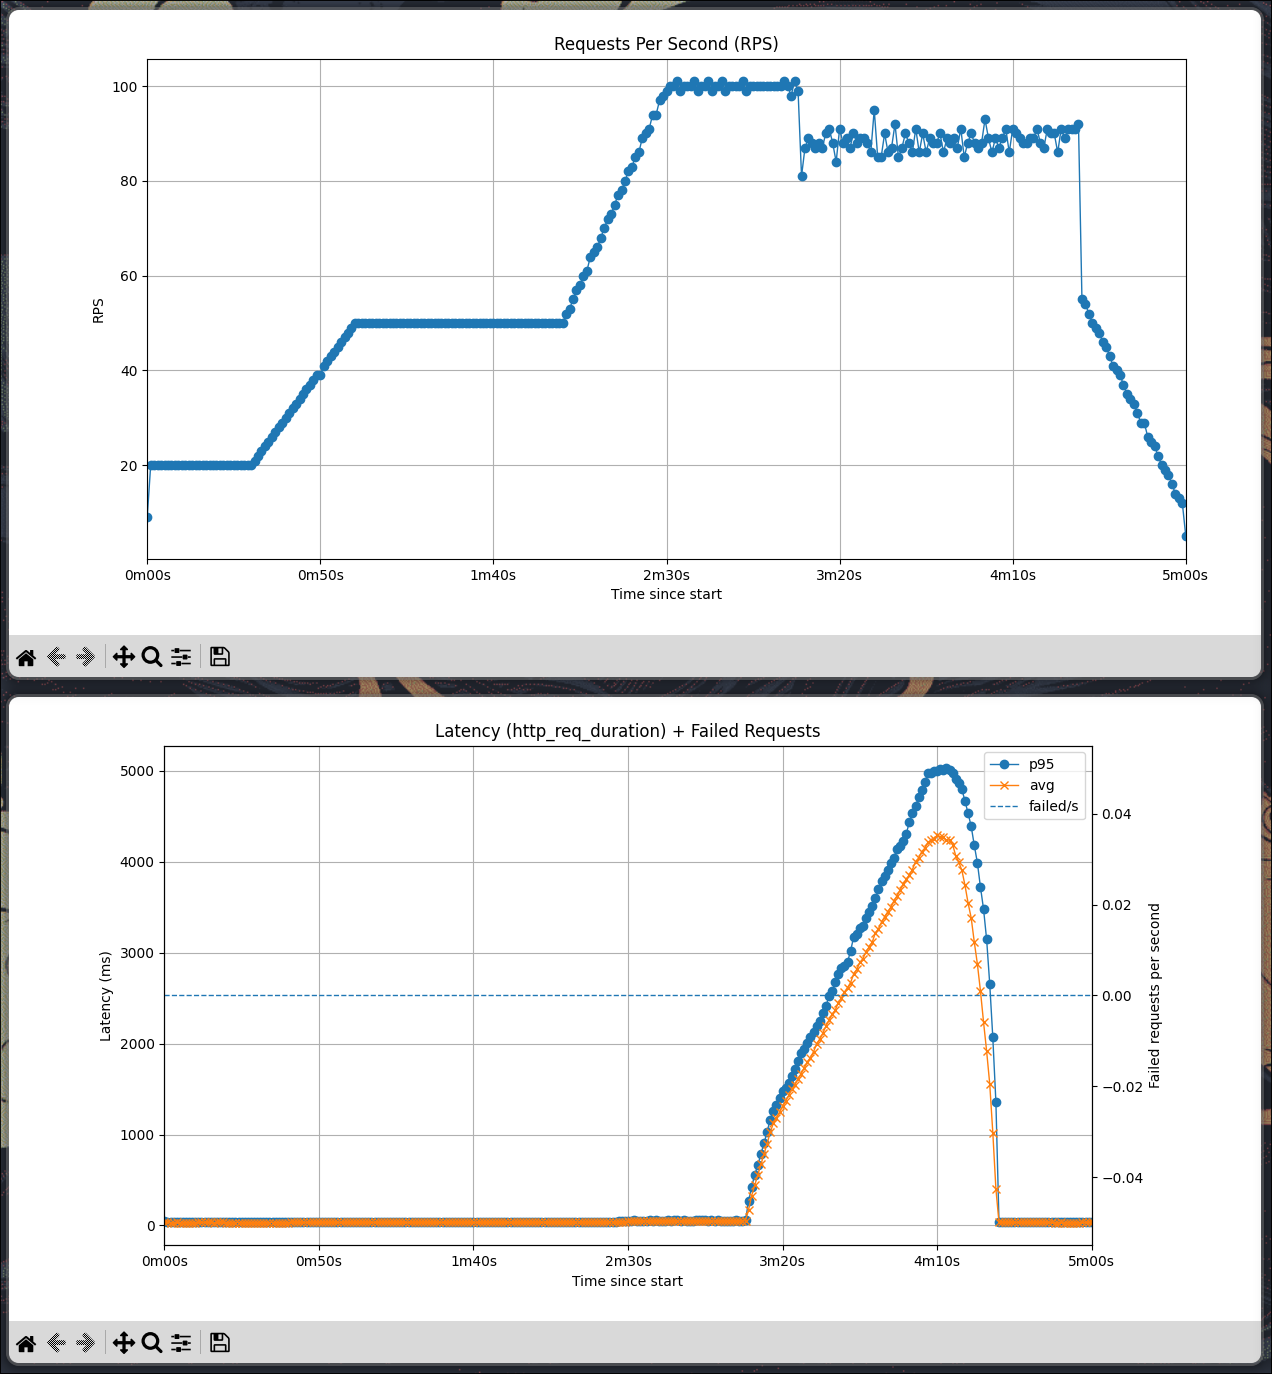 Requests Per Second (RPS)
100
80
60
40
20
RPS
0m00s 0m50s 1m40s 2m30s 3m20s 4m10s 5m00s
Time since start
Latency (http_req_duration) + Failed Requests
p95
avg
failed/s
5000
4000
3000
2000
1000
0
Latency (ms)
0.04
0.02
0.00
−0.02
−0.04
Failed requests per second
0m00s 0m50s 1m40s 2m30s 3m20s 4m10s 5m00s
Time since start